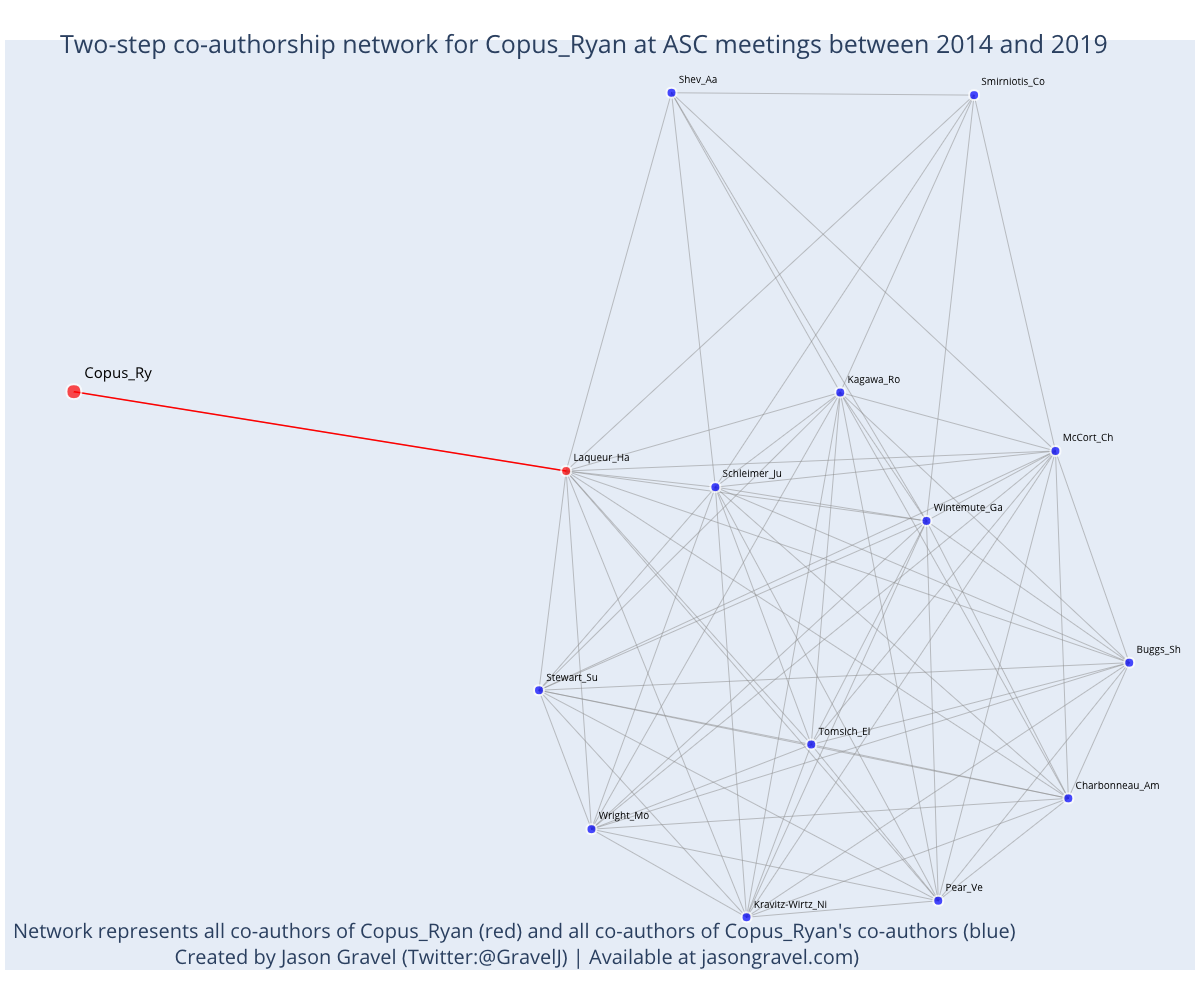 Two-step co-authorship network for Copus_Ryan at ASC meetings between 2014 and 2019
Shev_Aa
Smirniotis_Co
Copus_Ry
Kagawa_Ro
McCort_Ch
Laqueur_Ha
Schleimer_Ju
Wintemute_Ga
Buggs_Sh
Stewart_Su
Tomsich_El
Charbonneau_Am
Wright_Mo
Pear_Ve
Kravitz-Wirtz_Ni
Network represents all co-authors of Copus_Ryan (red) and all co-authors of Copus_Ryan's co-authors (blue)
Created by Jason Gravel (Twitter:@GravelJ) | Available at jasongravel.com)